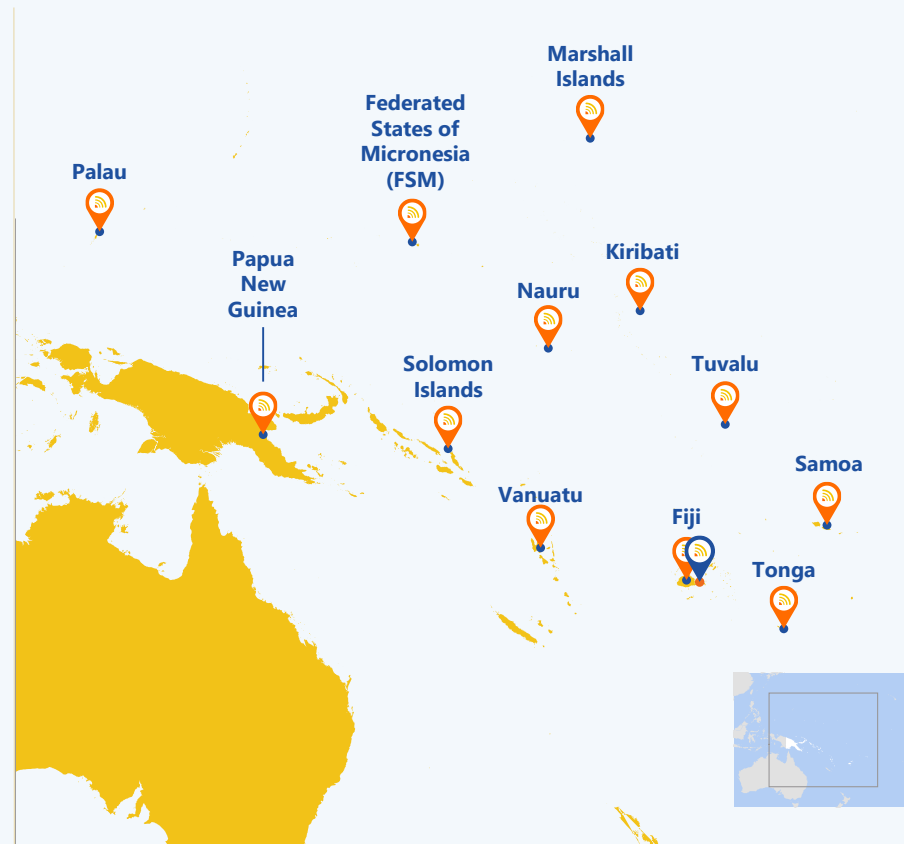 Marshall
Islands
Federated
States of
Micronesia
(FSM)
Palau
Papua
New
Guinea
Kiribati
Nauru
Solomon
Islands
Tuvalu
Samoa
Vanuatu
Fiji
Tonga